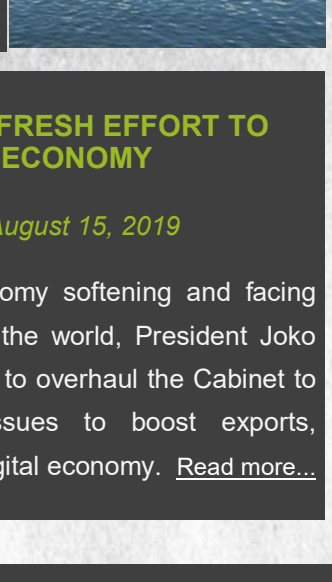 FRESH EFFORT TO
ECONOMY
August 15, 2019
omy softening and facing
the world, President Joko
to overhaul the Cabinet to
ssues to boost exports,
gital economy. Read more...